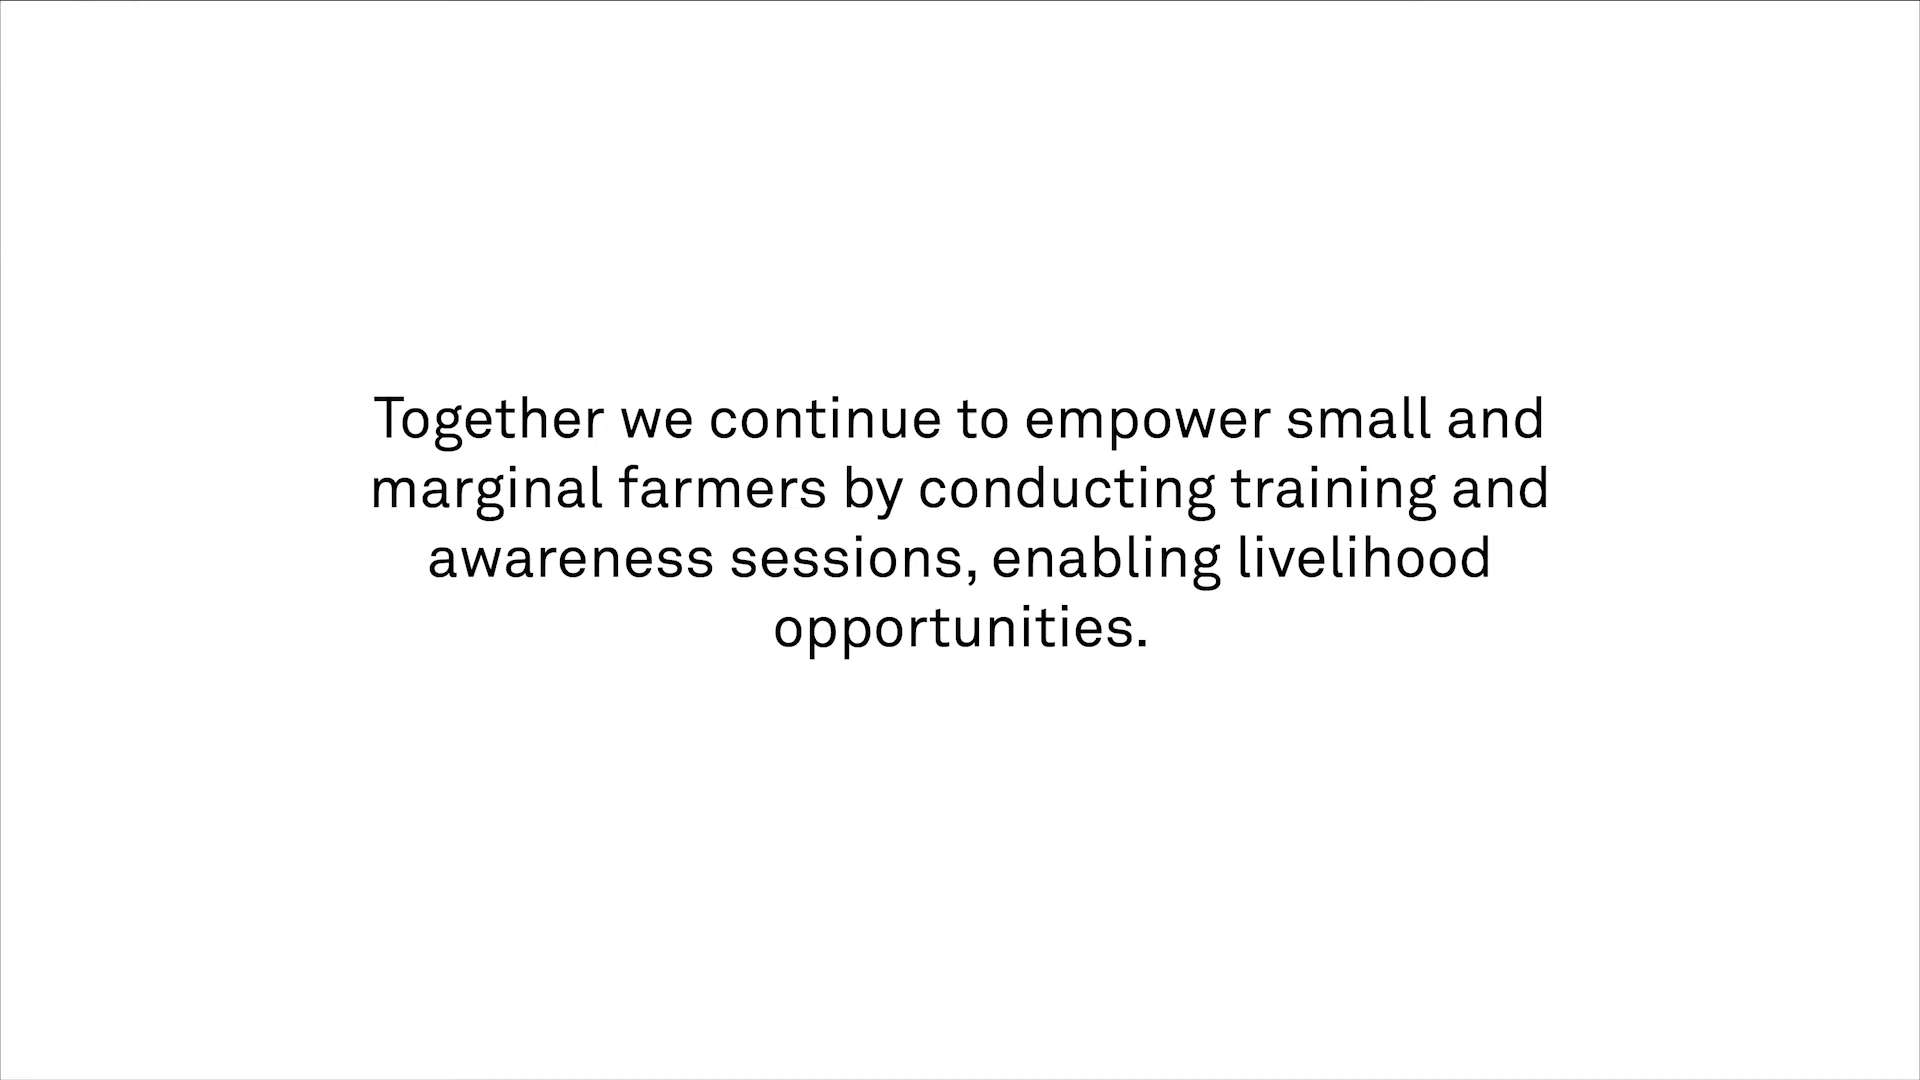 Together we continue to empower small and
marginal farmers by conducting training and
awareness sessions, enabling livelihood
opportunities.